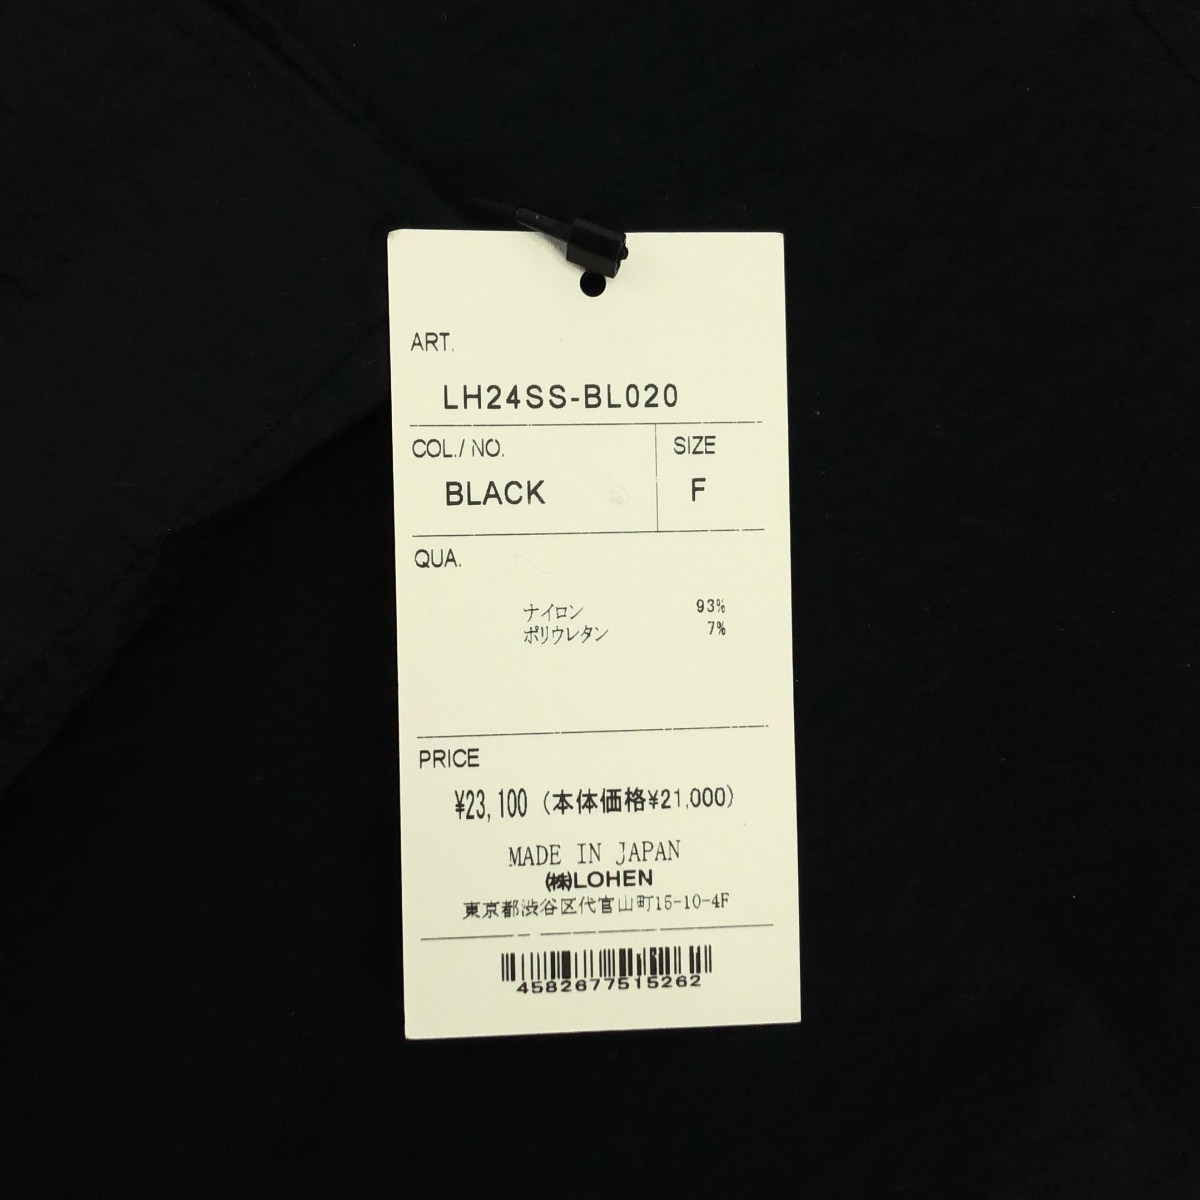 ART.
LH24SS-BL020
COL./ NO.
SIZE
BLACK
F
QUA.
ナイロン 93%
ポリウレタン 7%
PRICE
¥23,100 (本体価格¥21,000)
MADE IN JAPAN
㈱LOHEN
東京都渋谷区代官山町15-10-4F
4582677515262